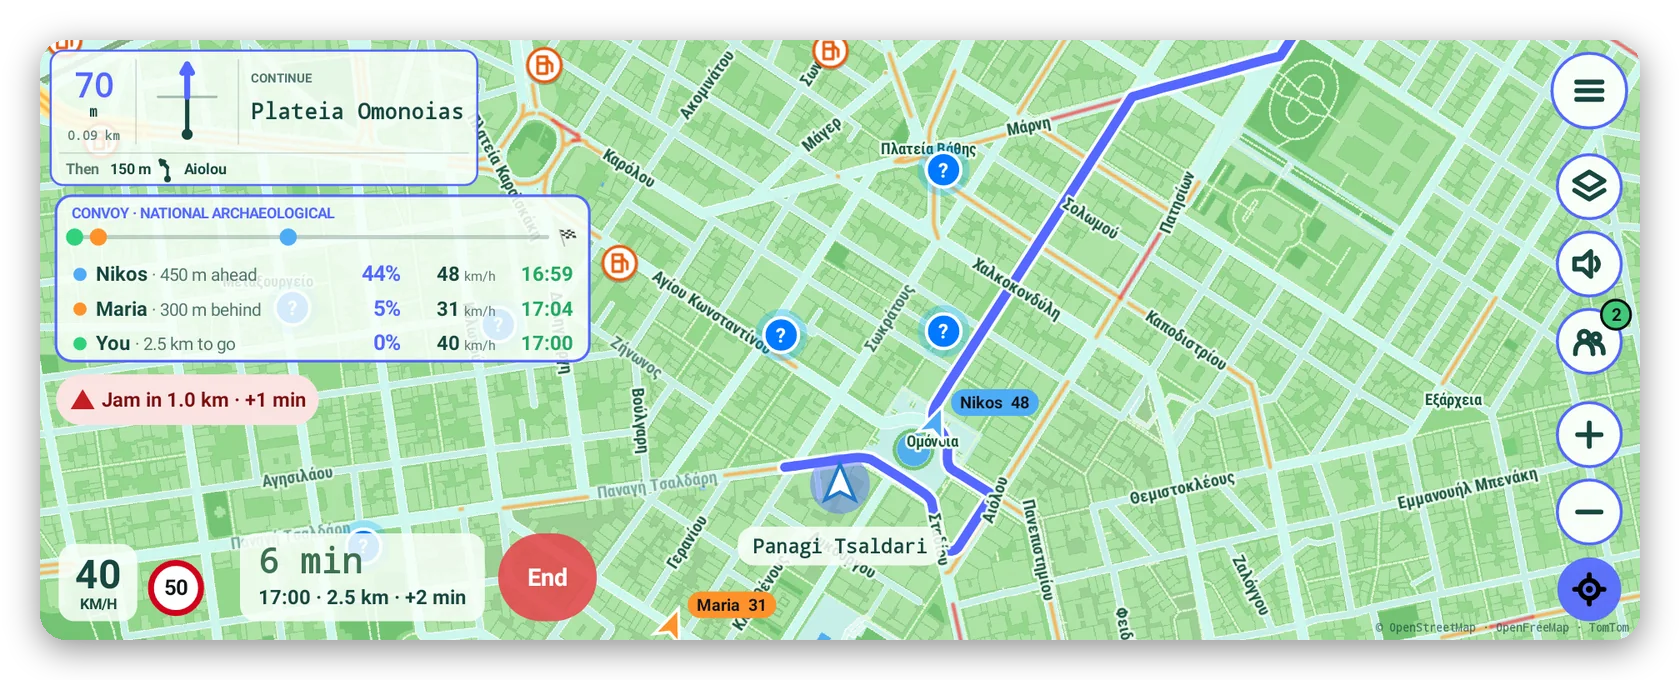 70
m
0.09 km
CONTINUE
Plateia Omonoias
Then 150 m Aiolou
CONVOY · NATIONAL ARCHAEOLOGICAL
Nikos · 450 m ahead 44% 48 km/h 16:59
Maria · 300 m behind 5% 31 km/h 17:04
You · 2.5 km to go 0% 40 km/h 17:00
Jam in 1.0 km · +1 min
40
KM/H
50
6 min
17:00 · 2.5 km · +2 min
End
Ακομινάτου
Μάγερ
Καρόλου
Πλατεία Βάθης
Μάρνη
Σολωμού
Πατησίων
Χαλκοκονδύλη
Αγίου Κωνσταντίνου
Σωκράτους
Καποδιστρίου
Ζήνωνος
Βούλγαρη
Μεταξουργείο
Εξάρχεια
Nikos 48
Ομόνοια
Αγησιλάου
Παναγή Τσαλδάρη
Παναγή Τσαλδάρη
Αιόλου
Πανεπιστημίου
Θεμιστοκλέους
Εμμανουήλ Μπενάκη
Γερανίου
Panagi Tsaldari
Ζαλόγγου
Maria 31
2
© OpenStreetMap · OpenFreeMap · TomTom